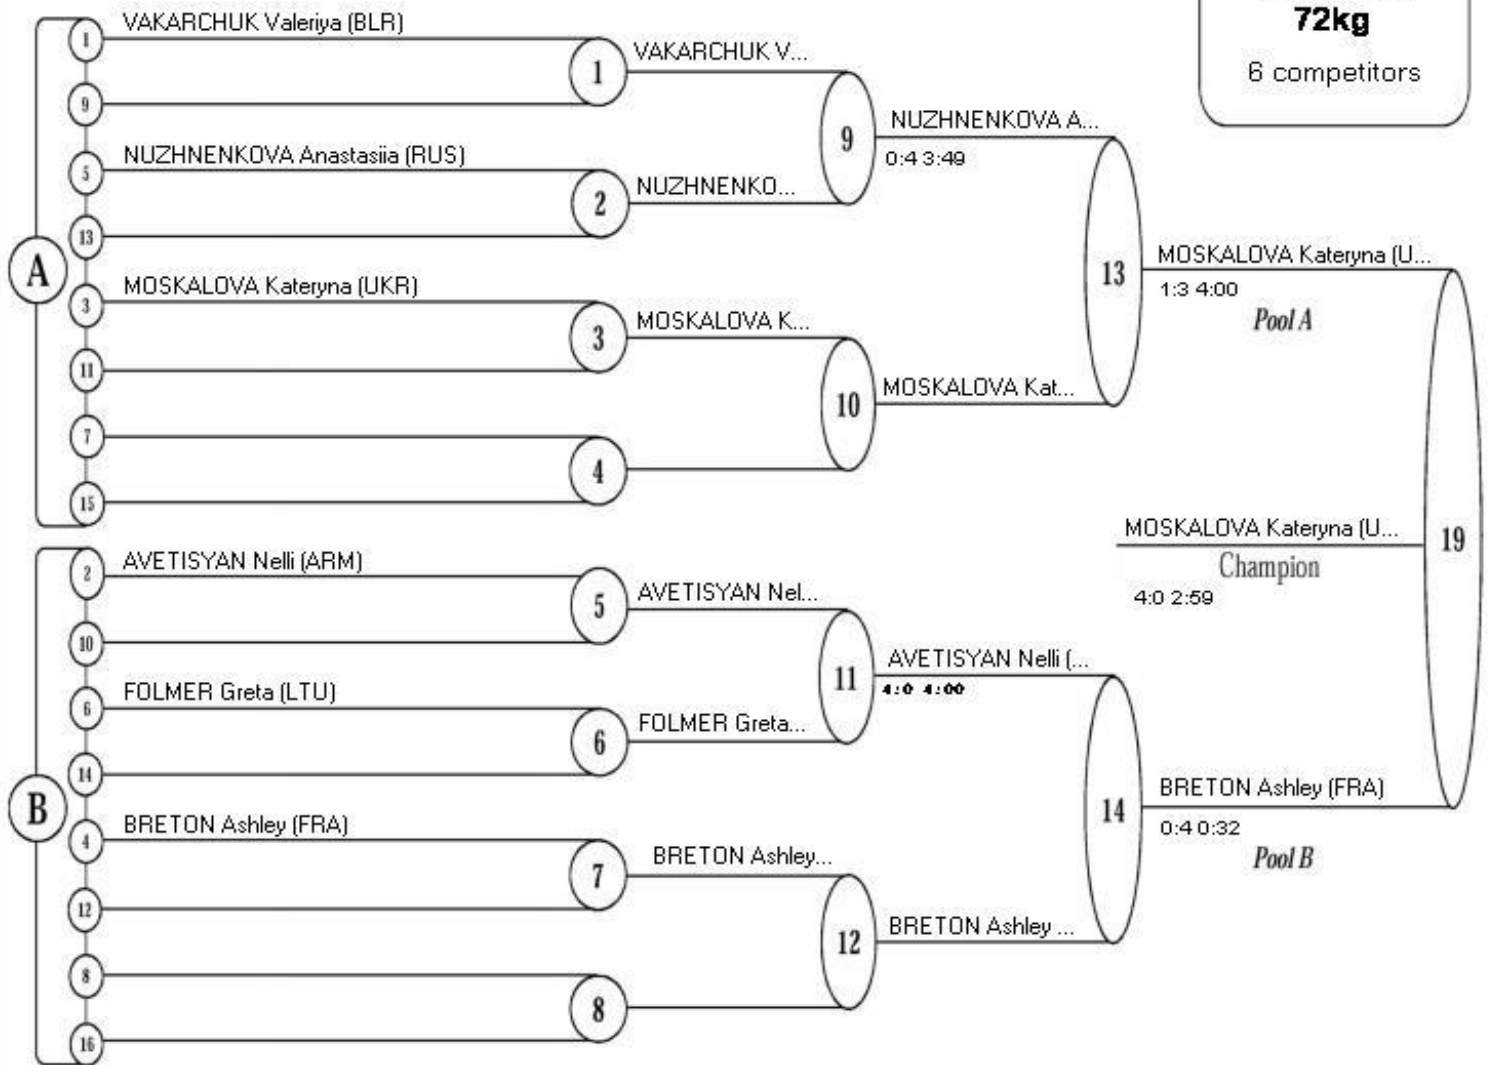 72kg
6 competitors
VAKARCHUK Valeriya (BLR)
1
9
NUZHNENKOVA Anastasiia (RUS)
5
13
A
MOSKALOVA Kateryna (UKR)
3
11
7
15
AVETISYAN Nelli (ARM)
2
10
FOLMER Greta (LTU)
6
14
B
BRETON Ashley (FRA)
4
12
8
16
1
VAKARCHUK V...
2
NUZHNENKO...
3
MOSKALOVA K...
4
5
AVETISYAN Nel...
6
FOLMER Greta...
7
BRETON Ashley...
8
9
NUZHNENKOVA A...
0:4 3:49
10
MOSKALOVA Kat...
11
AVETISYAN Nelli (...
4:0 4:00
12
BRETON Ashley ...
13
MOSKALOVA Kateryna (U...
1:3 4:00
Pool A
14
BRETON Ashley (FRA)
0:4 0:32
Pool B
19
MOSKALOVA Kateryna (U...
Champion
4:0 2:59